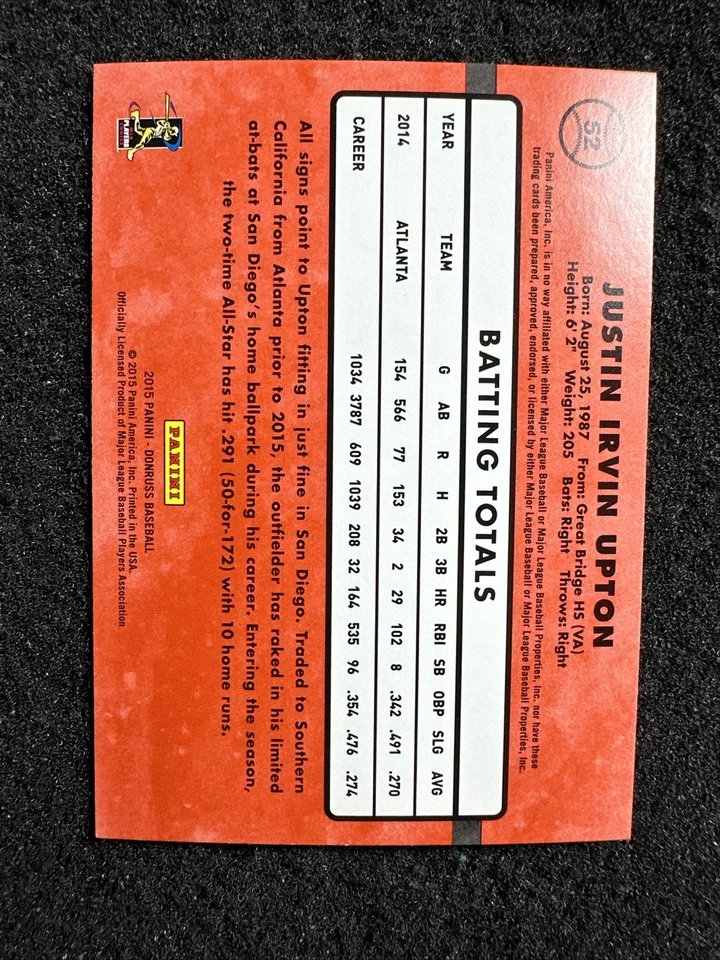 52
JUSTIN IRVIN UPTON
Born: August 25, 1987 From: Great Bridge HS (VA)
Height: 6'2" Weight: 205 Bats: Right Throws: Right
Panini America, Inc. is in no way affiliated with either Major League Baseball or Major League Baseball Properties, Inc. nor have these
trading cards been prepared, approved, endorsed, or licensed by either Major League Baseball or Major League Baseball Properties, Inc.
BATTING TOTALS
YEAR TEAM G AB R H 2B 3B HR RBI SB OBP SLG AVG
2014 ATLANTA 154 566 77 153 34 2 29 102 8 .342 .491 .270
CAREER 1034 3787 609 1039 208 32 164 535 96 .354 .476 .274
All signs point to Upton fitting in just fine in San Diego. Traded to Southern
California from Atlanta prior to 2015, the outfielder has raked in his limited
at-bats at San Diego's home ballpark during his career. Entering the season,
the two-time All-Star has hit .291 (50-for-172) with 10 home runs.
PANINI
2015 PANINI - DONRUSS BASEBALL
© 2015 Panini America, Inc. Printed in the USA.
Officially Licensed Product of Major League Baseball Players Association
PLAYERS